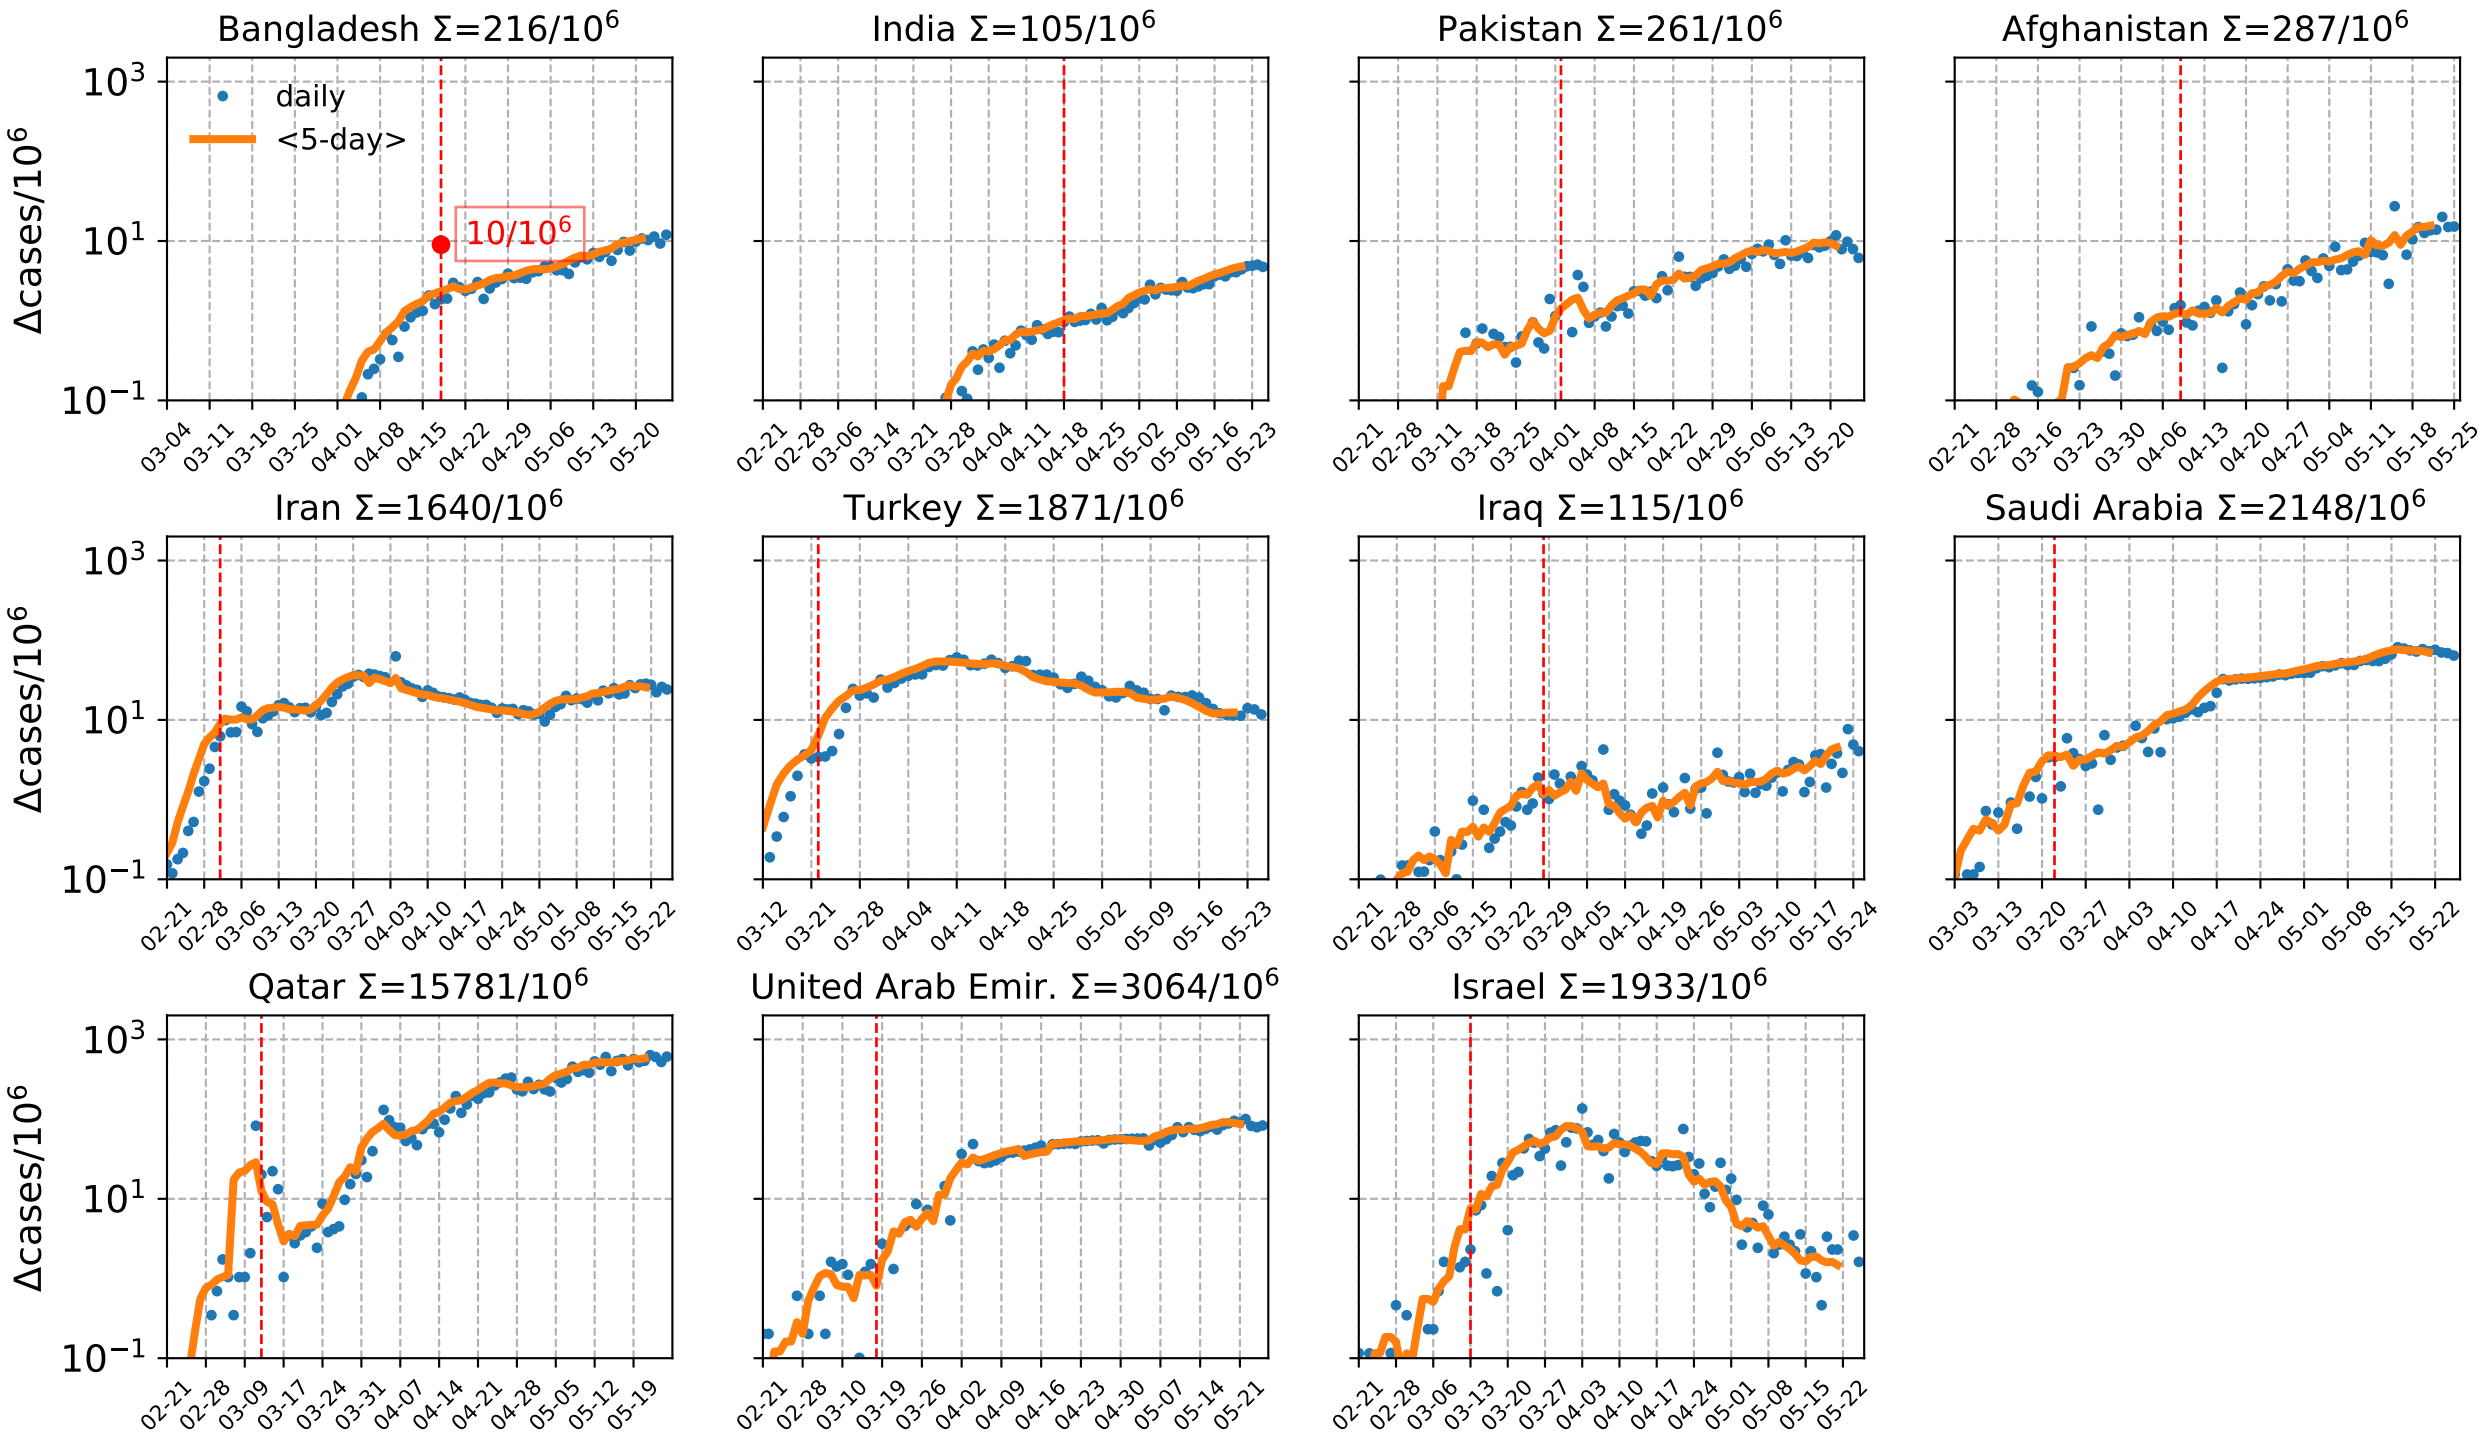 Bangladesh Σ=216/10⁶
India Σ=105/10⁶
Pakistan Σ=261/10⁶
Afghanistan Σ=287/10⁶
Δcases/10⁶
10³
10¹
10⁻¹
daily
<5-day>
10/10⁶
03-04 03-11 03-18 03-25 04-01 04-08 04-15 04-22 04-29 05-06 05-13 05-20
02-21 02-28 03-06 03-14 03-21 03-28 04-04 04-11 04-18 04-25 05-02 05-09 05-16 05-23
02-21 02-28 03-11 03-18 03-25 04-01 04-08 04-15 04-22 04-29 05-06 05-13 05-20
02-21 02-28 03-16 03-23 03-30 04-06 04-13 04-20 04-27 05-04 05-11 05-18 05-25
Iran Σ=1640/10⁶
Turkey Σ=1871/10⁶
Iraq Σ=115/10⁶
Saudi Arabia Σ=2148/10⁶
Δcases/10⁶
10³
10¹
10⁻¹
02-21 02-28 03-06 03-13 03-20 03-27 04-03 04-10 04-17 04-24 05-01 05-08 05-15 05-22
03-12 03-21 03-28 04-04 04-11 04-18 04-25 05-02 05-09 05-16 05-23
02-21 02-28 03-06 03-15 03-22 03-29 04-05 04-12 04-19 04-26 05-03 05-10 05-17 05-24
03-03 03-13 03-20 03-27 04-03 04-10 04-17 04-24 05-01 05-08 05-15 05-22
Qatar Σ=15781/10⁶
United Arab Emir. Σ=3064/10⁶
Israel Σ=1933/10⁶
Δcases/10⁶
10³
10¹
10⁻¹
02-21 02-28 03-09 03-17 03-24 03-31 04-07 04-14 04-21 04-28 05-05 05-12 05-19
02-21 02-28 03-10 03-19 03-26 04-02 04-09 04-16 04-23 04-30 05-07 05-14 05-21
02-21 02-28 03-06 03-13 03-20 03-27 04-03 04-10 04-17 04-24 05-01 05-08 05-15 05-22